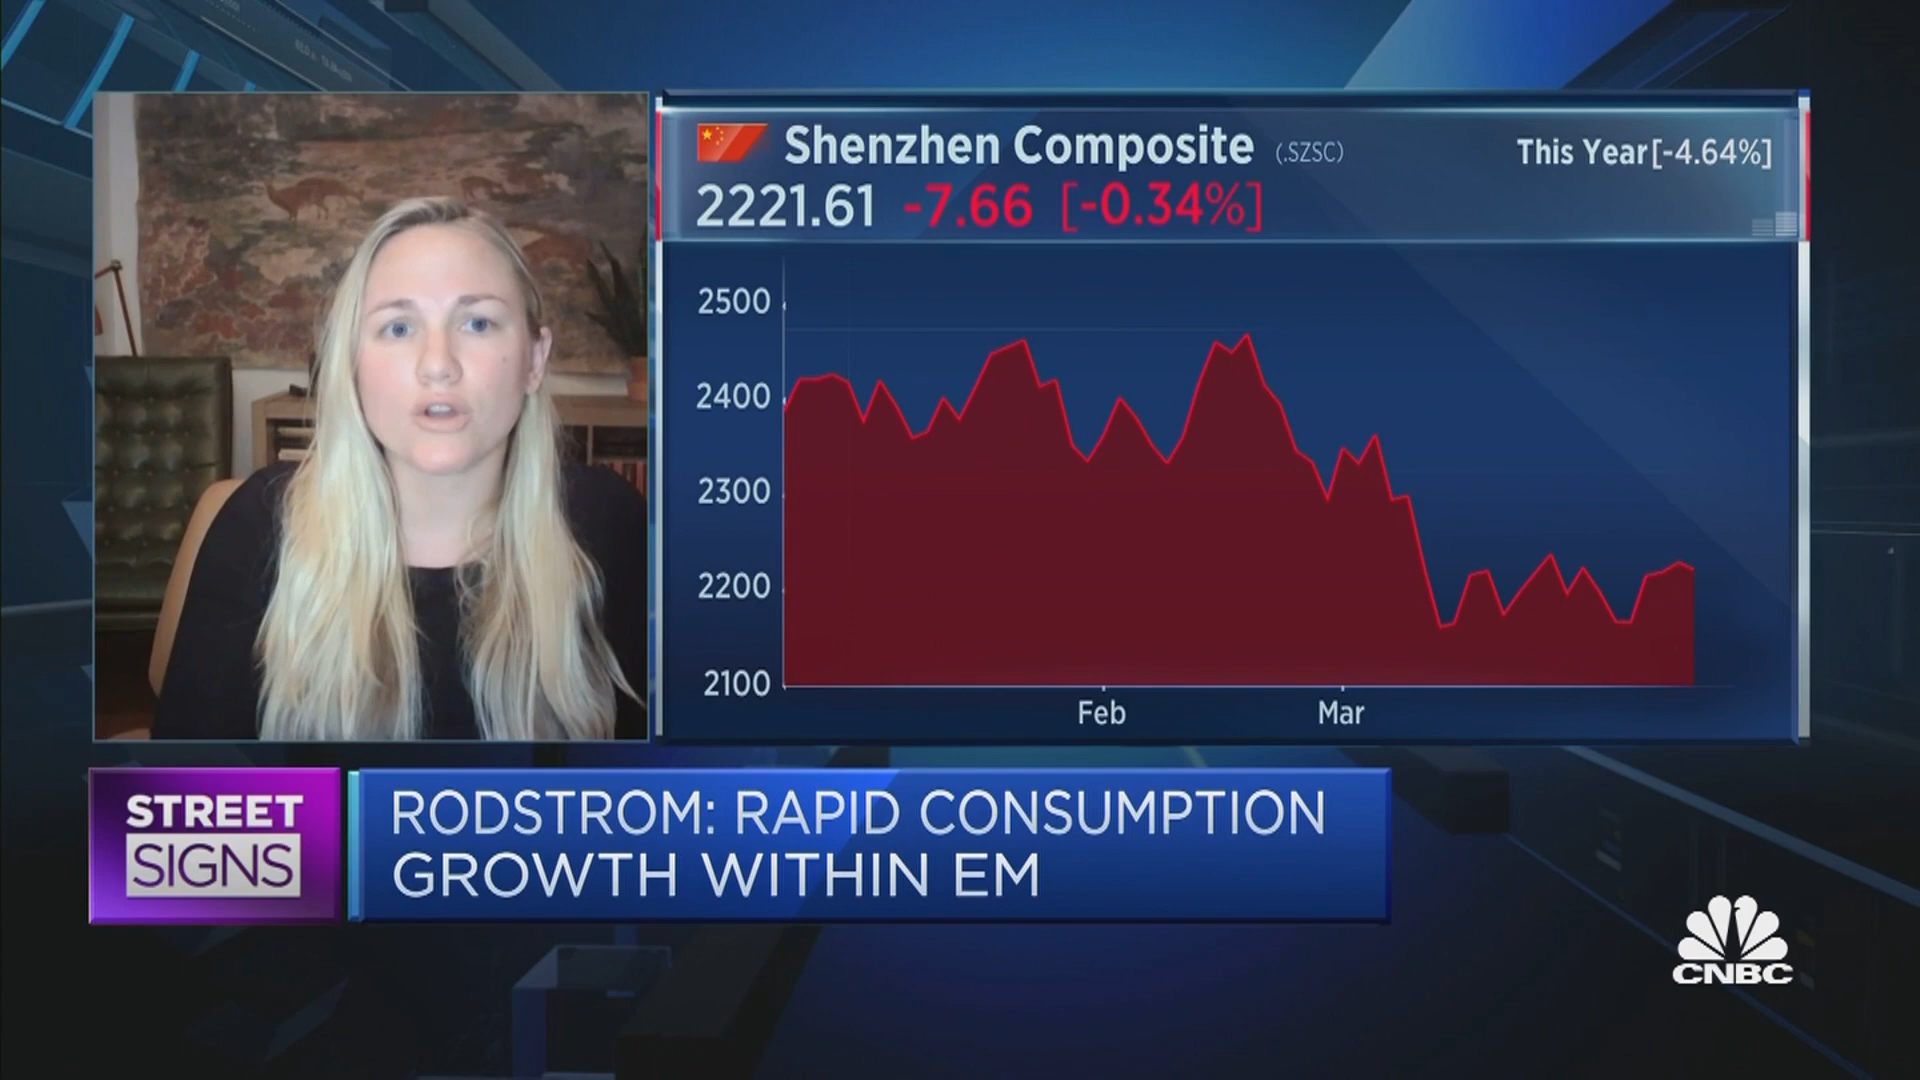 Shenzhen Composite (.SZSC)
This Year [-4.64%]
2221.61 -7.66 [-0.34%]
2500
2400
2300
2200
2100
Feb Mar
STREET
SIGNS
RODSTROM: RAPID CONSUMPTION
GROWTH WITHIN EM
CNBC